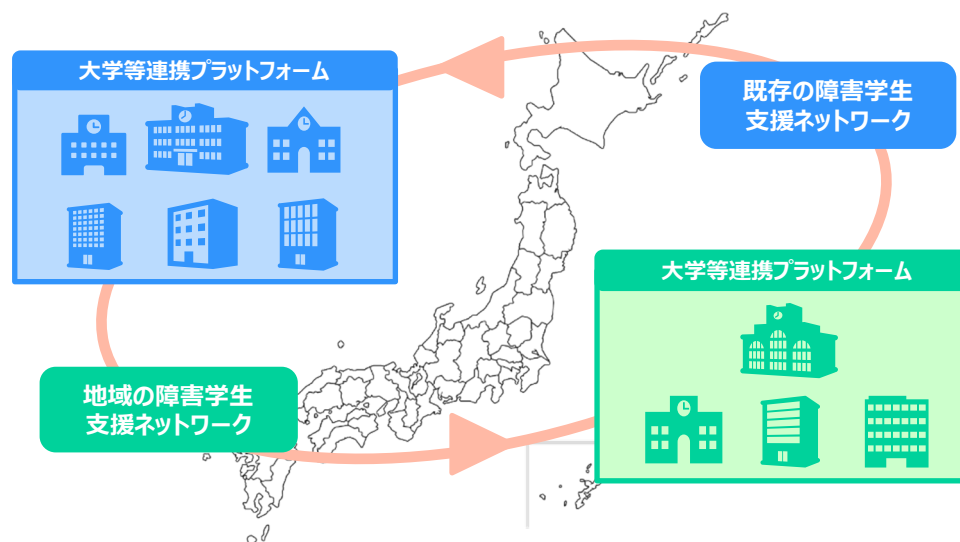 大学等連携プラットフォーム
既存の障害学生
支援ネットワーク
大学等連携プラットフォーム
地域の障害学生
支援ネットワーク